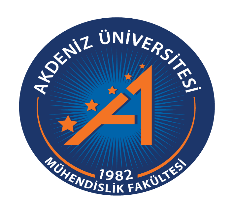 AKDENİZ ÜNİVERSİTESİ
1982
MÜHENDİSLİK FAKÜLTESİ